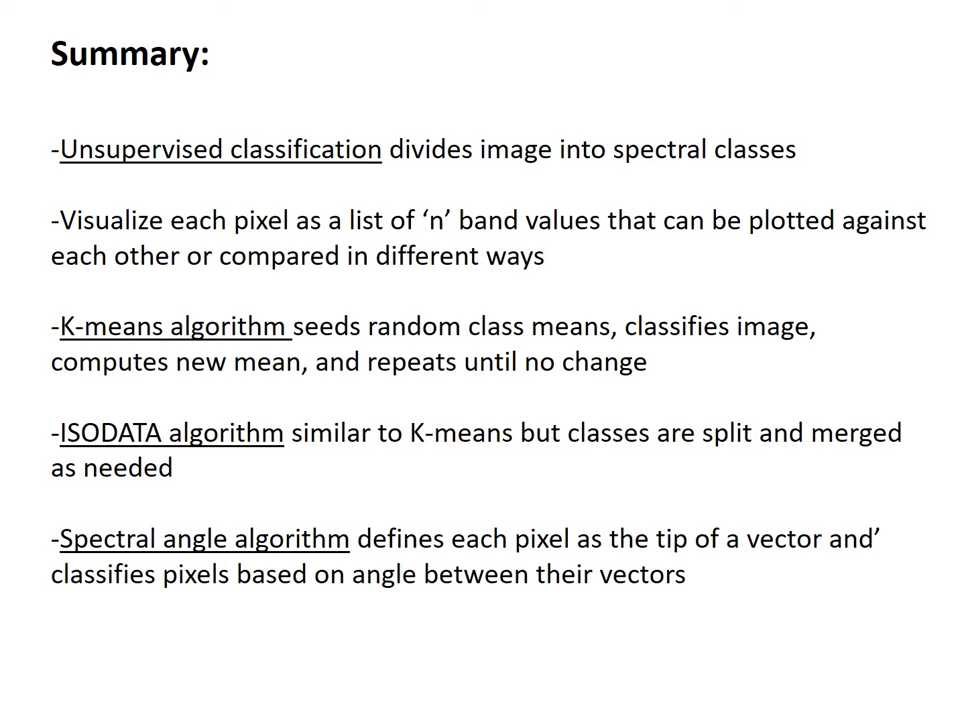 Summary:
-Unsupervised classification divides image into spectral classes
-Visualize each pixel as a list of ‘n’ band values that can be plotted against
each other or compared in different ways
-K-means algorithm seeds random class means, classifies image,
computes new mean, and repeats until no change
-ISODATA algorithm similar to K-means but classes are split and merged
as needed
-Spectral angle algorithm defines each pixel as the tip of a vector and’
classifies pixels based on angle between their vectors